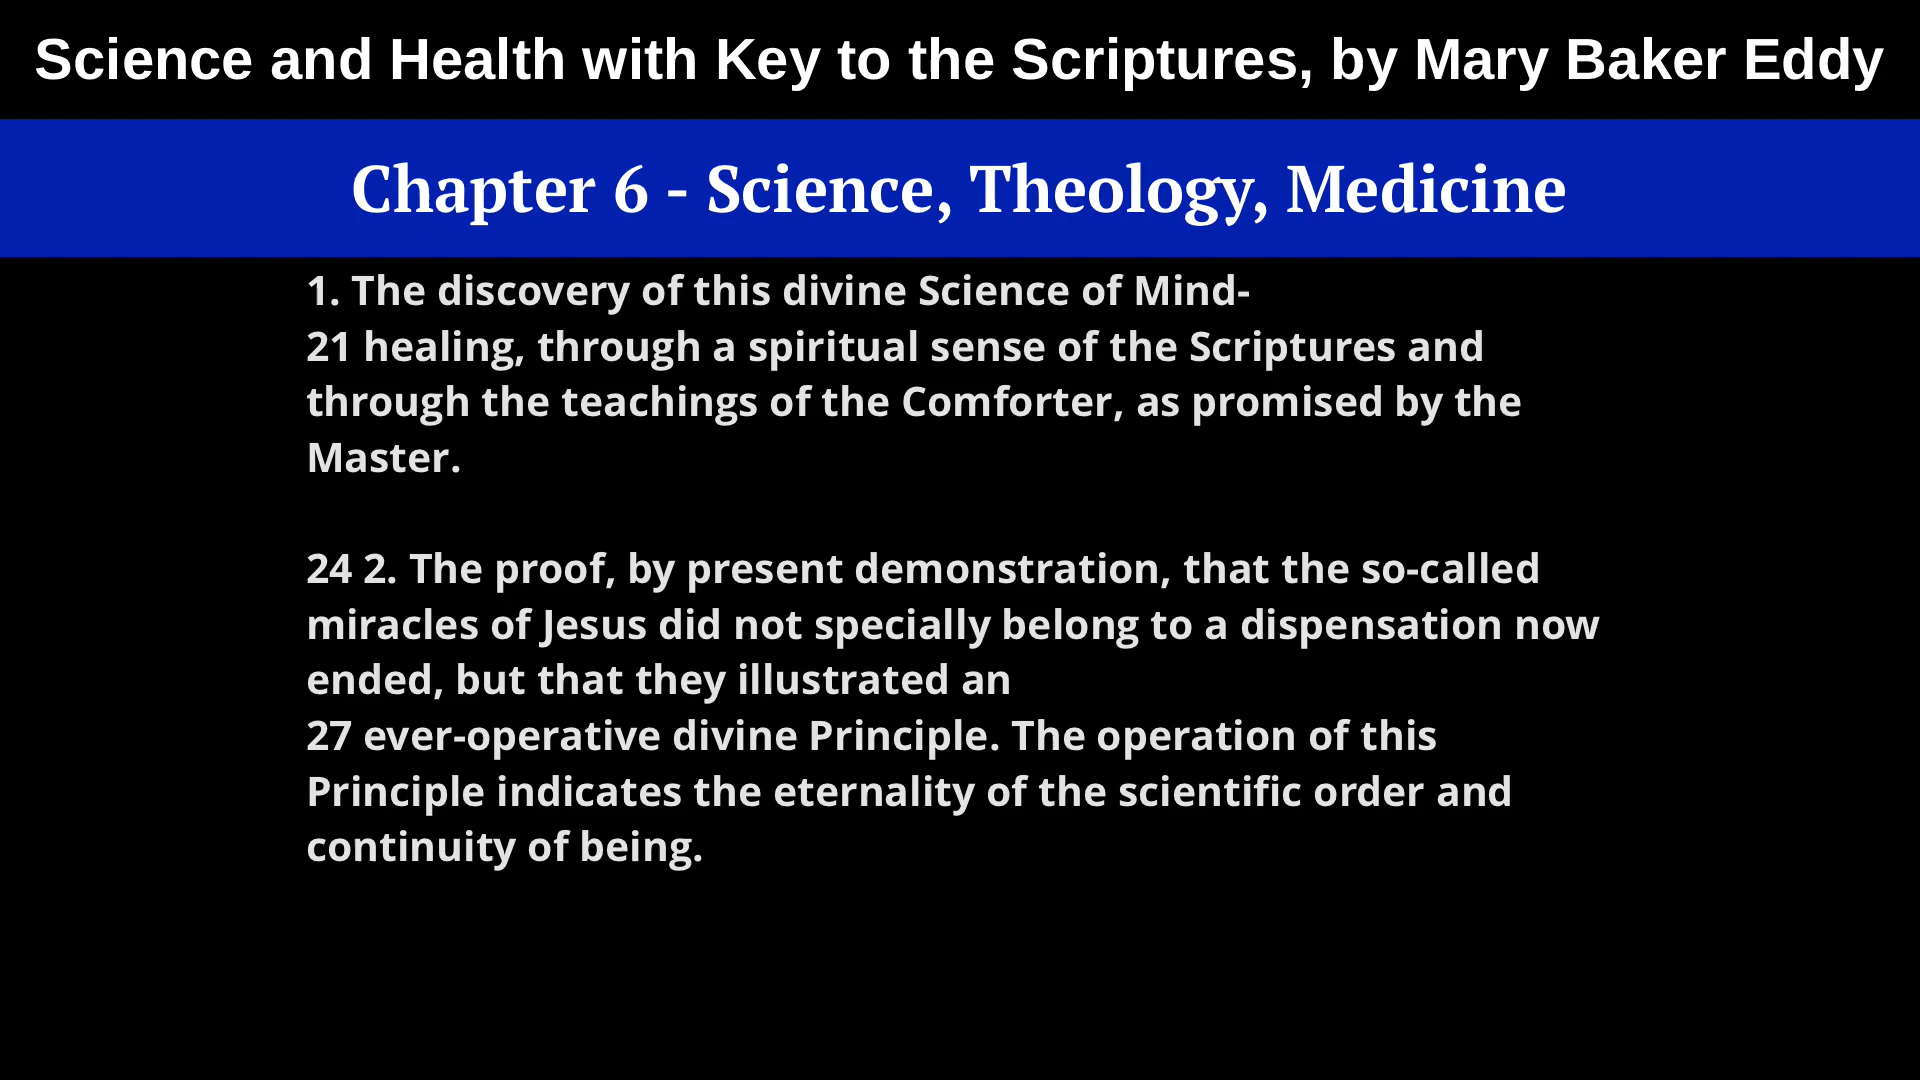 Science and Health with Key to the Scriptures, by Mary Baker Eddy
Chapter 6 - Science, Theology, Medicine
1. The discovery of this divine Science of Mind-
21 healing, through a spiritual sense of the Scriptures and
through the teachings of the Comforter, as promised by the
Master.
24 2. The proof, by present demonstration, that the so-called
miracles of Jesus did not specially belong to a dispensation now
ended, but that they illustrated an
27 ever-operative divine Principle. The operation of this
Principle indicates the eternality of the scientific order and
continuity of being.